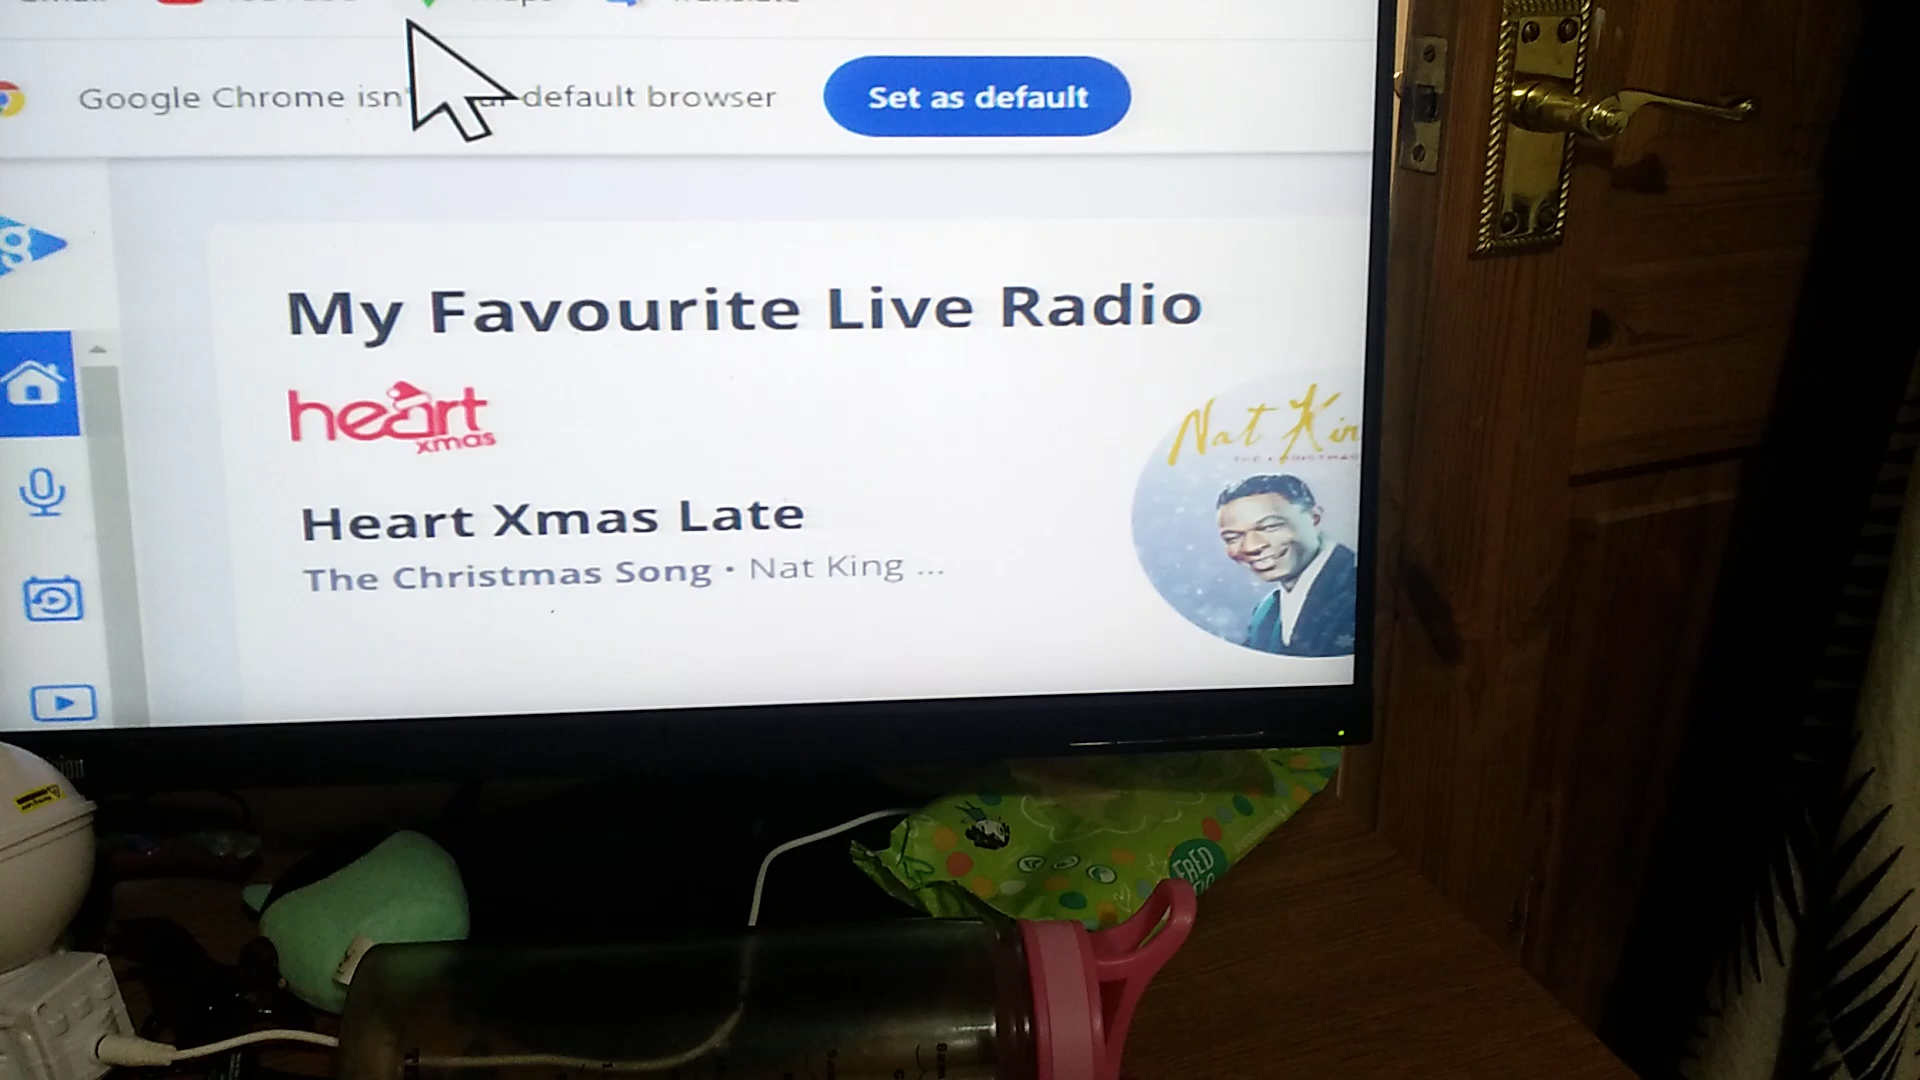 Google Chrome isn' default browser
Set as default
My Favourite Live Radio
heart
xmas
Nat Kin
Heart Xmas Late
The Christmas Song • Nat King ...
FRED